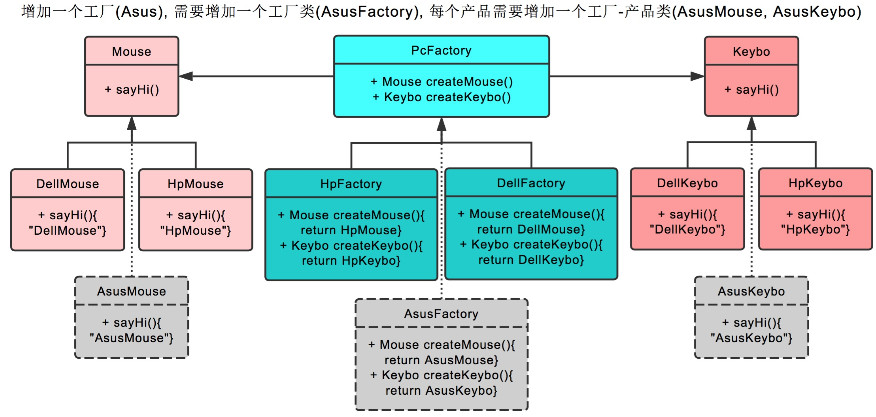 增加一个工厂(Asus), 需要增加一个工厂类(AsusFactory), 每个产品需要增加一个工厂-产品类(AsusMouse, AsusKeybo)
Mouse
+ sayHi()
PcFactory
+ Mouse createMouse()
+ Keybo createKeybo()
Keybo
+ sayHi()
DellMouse
+ sayHi(){
"DellMouse"}
HpMouse
+ sayHi(){
"HpMouse"}
HpFactory
+ Mouse createMouse(){
return HpMouse}
+ Keybo createKeybo(){
return HpKeybo}
DellFactory
+ Mouse createMouse(){
return DellMouse}
+ Keybo createKeybo(){
return DellKeybo}
DellKeybo
+ sayHi(){
"DellKeybo"}
HpKeybo
+ sayHi(){
"HpKeybo"}
AsusMouse
+ sayHi(){
"AsusMouse"}
AsusFactory
+ Mouse createMouse(){
return AsusMouse}
+ Keybo createKeybo(){
return AsusKeybo}
AsusKeybo
+ sayHi(){
"AsusKeybo"}